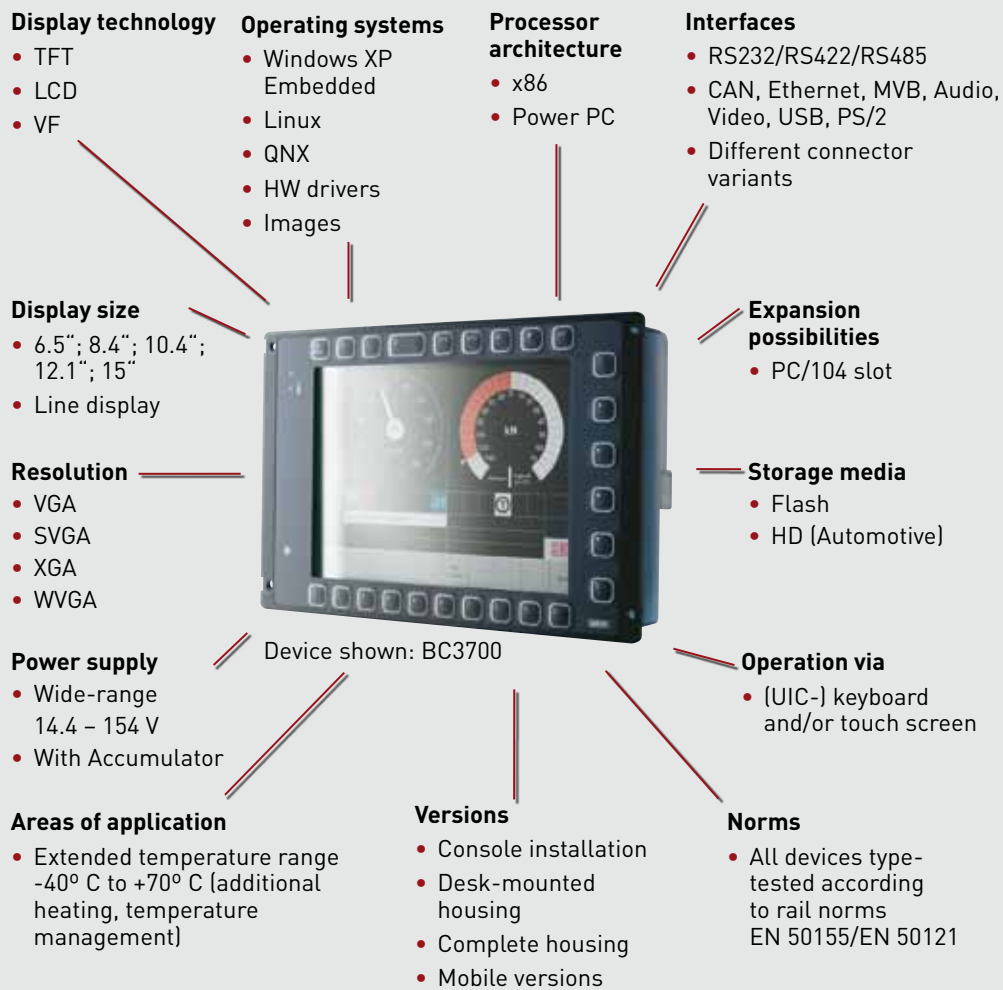 Display technology
• TFT
• LCD
• VF
Operating systems
• Windows XP
Embedded
• Linux
• QNX
• HW drivers
• Images
Processor
architecture
• x86
• Power PC
Interfaces
• RS232/RS422/RS485
• CAN, Ethernet, MVB, Audio,
Video, USB, PS/2
• Different connector
variants
Display size
• 6.5“; 8.4“; 10.4“;
12.1“; 15“
• Line display
Expansion
possibilities
• PC/104 slot
Resolution
• VGA
• SVGA
• XGA
• WVGA
kN
Storage media
• Flash
• HD (Automotive)
Device shown: BC3700
Power supply
• Wide-range
14.4 – 154 V
• With Accumulator
Operation via
• (UIC-) keyboard
and/or touch screen
Areas of application
• Extended temperature range
-40º C to +70º C (additional
heating, temperature
management)
Versions
• Console installation
• Desk-mounted
housing
• Complete housing
• Mobile versions
Norms
• All devices type-
tested according
to rail norms
EN 50155/EN 50121